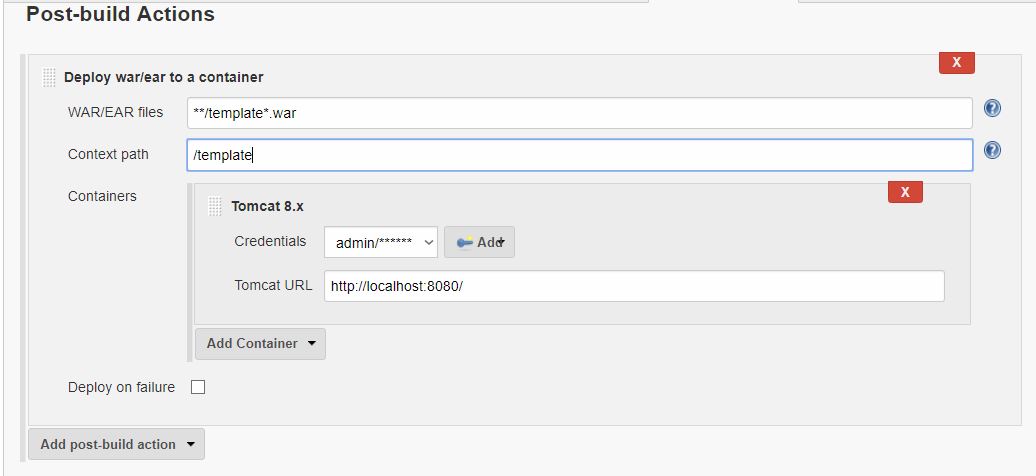 Post-build Actions
X
Deploy war/ear to a container
WAR/EAR files **/template*.war ?
Context path /template ?
Containers
X
Tomcat 8.x
Credentials admin/****** Add
Tomcat URL http://localhost:8080/
Add Container
Deploy on failure
Add post-build action